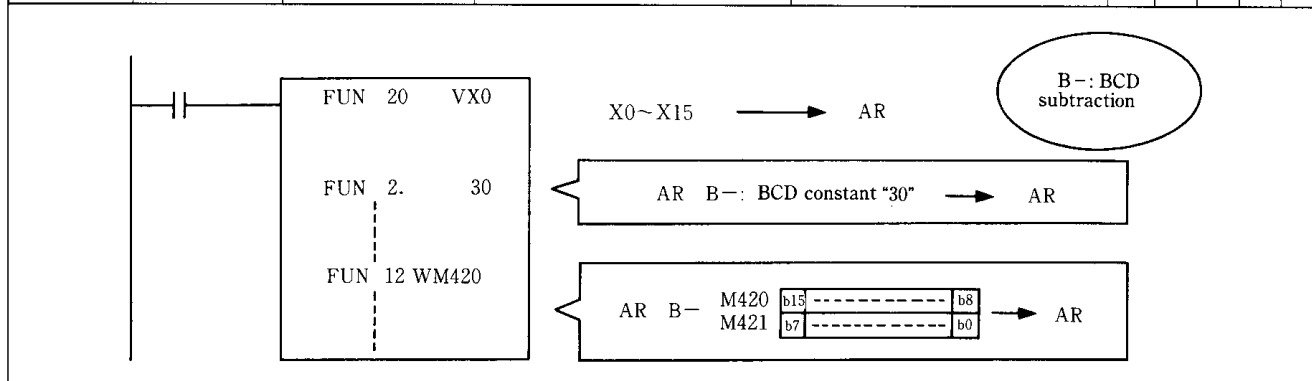 FUN 20 VX0
X0~X15 → AR
B−: BCD
subtraction
FUN 2. 30
AR B−: BCD constant “30” → AR
FUN 12 WM420
AR B− M420 b15 b8 → AR
M421 b7 b0